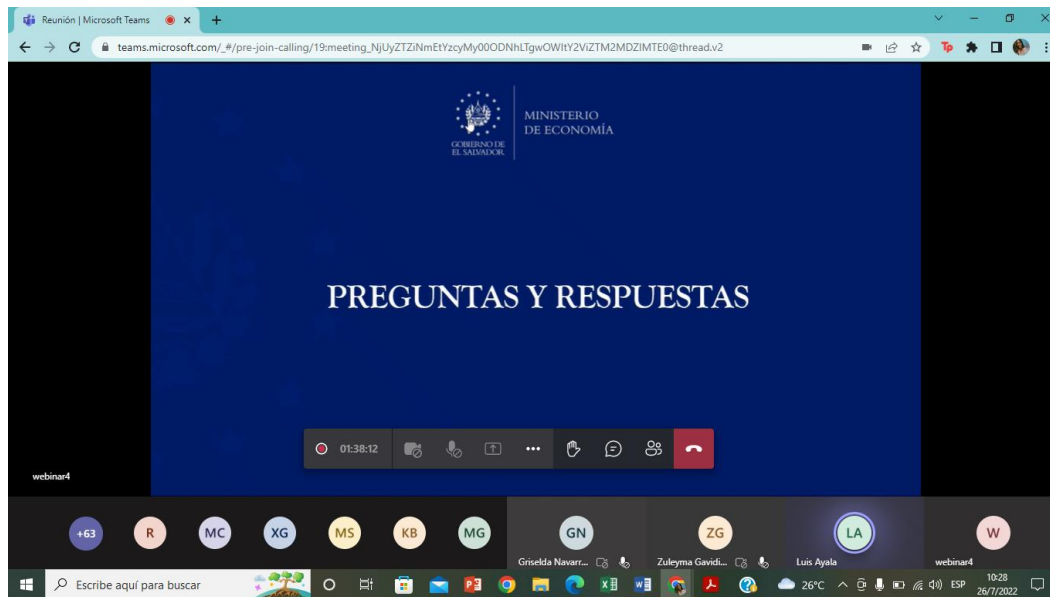 Reunión | Microsoft Teams
teams.microsoft.com/_#/pre-join-calling/19:meeting_NjUyZTZiNmEtYzcyMy00ODNhLTgwOWItY2ViZTM2MDZIMTE0@thread.v2
GOBIERNO DE
EL SALVADOR
MINISTERIO
DE ECONOMÍA
PREGUNTAS Y RESPUESTAS
01:38:12
webinar4
+63
R
MC
XG
MS
KB
MG
GN
ZG
LA
W
Griselda Navarr...
Zuleyma Gavidi...
Luis Ayala
webinar4
Escribe aquí para buscar
26°C
ESP
10:28
26/7/2022